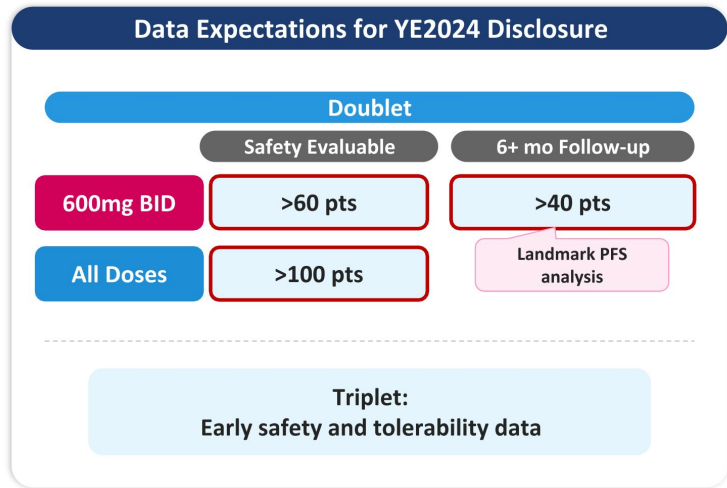 Data Expectations for YE2024 Disclosure
Doublet
Safety Evaluable
6+ mo Follow-up
600mg BID
>60 pts
>40 pts
Landmark PFS
analysis
All Doses
>100 pts
Triplet:
Early safety and tolerability data